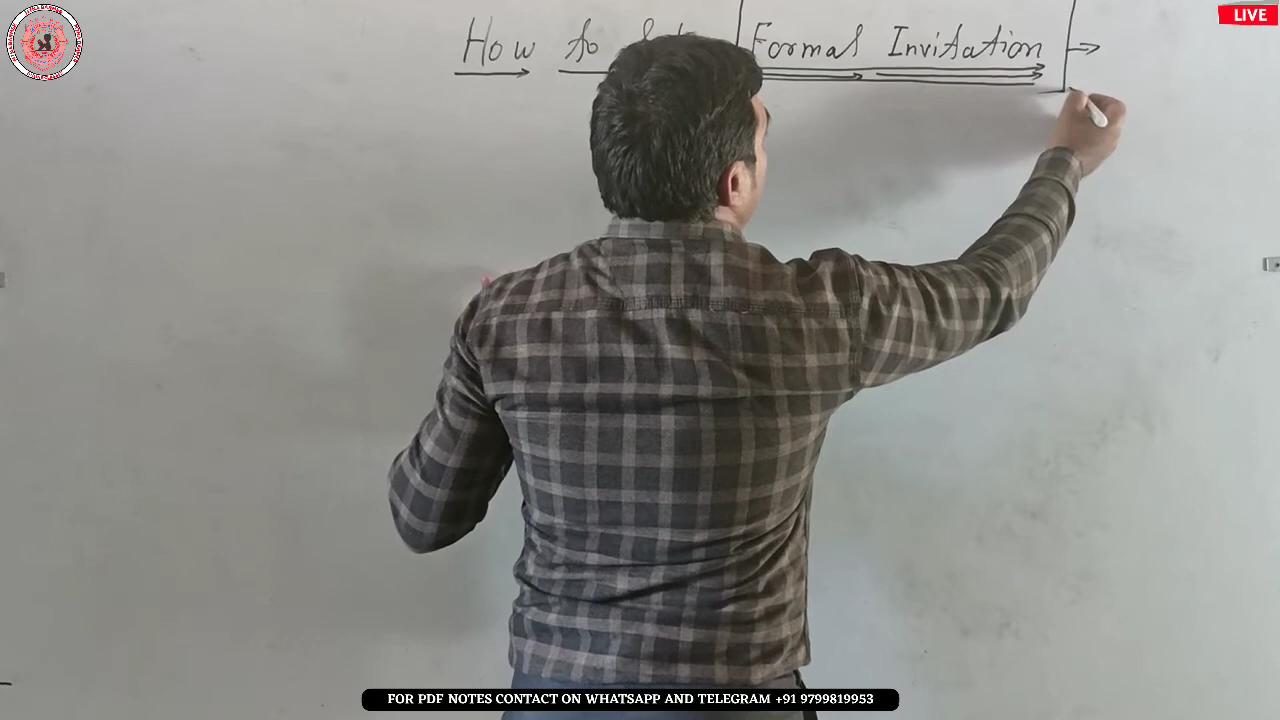 How to Formal Invitation
LIVE
FOR PDF NOTES CONTACT ON WHATSAPP AND TELEGRAM +91 9799819953